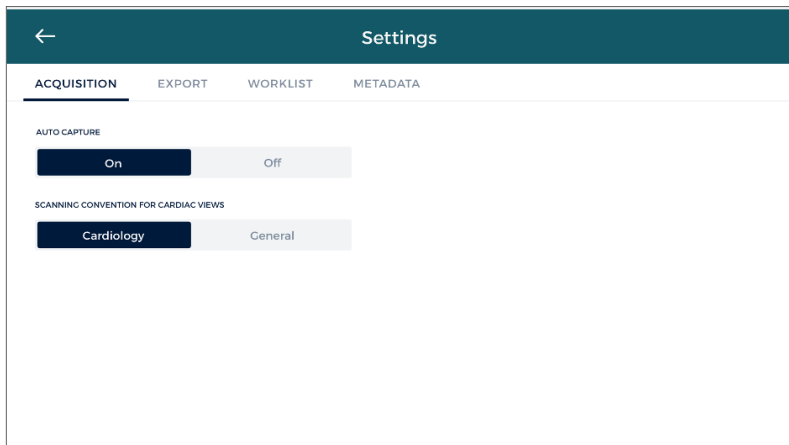 Settings
ACQUISITION EXPORT WORKLIST METADATA
AUTO CAPTURE
On Off
SCANNING CONVENTION FOR CARDIAC VIEWS
Cardiology General